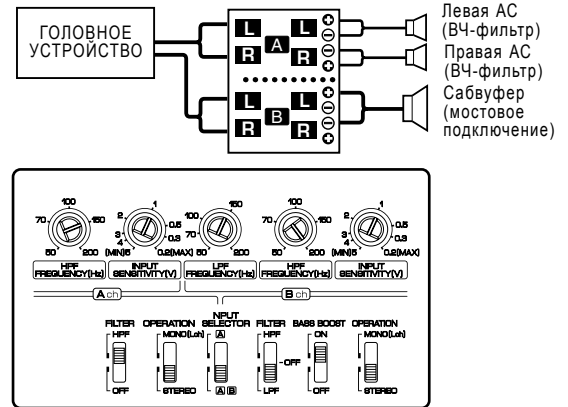 ГОЛОВНОЕ
УСТРОЙСТВО
L
R
A
L
R
L
R
B
L
R
Левая АС
(ВЧ-фильтр)
Правая АС
(ВЧ-фильтр)
Сабвуфер
(мостовое
подключение)
70 100 150
50 200
HPF
FREQUENCY(Hz)
1
2 0.5
3 0.3
4
(MIN)5 0.2(MAX)
INPUT
SENSITIVITY(V)
100 150
70
50 200
LPF
FREQUENCY(Hz)
70 100 150
50 200
HPF
FREQUENCY(Hz)
1
2 0.5
3 0.3
4
(MIN)5 0.2(MAX)
INPUT
SENSITIVITY(V)
A ch
B ch
FILTER
HPF
OFF
OPERATION
MONO(Lch)
STEREO
NPUT
SELECTOR
A
A B
FILTER
HPF
OFF
LPF
BASS BOOST
ON
OFF
OPERATION
MONO(Lch)
STEREO